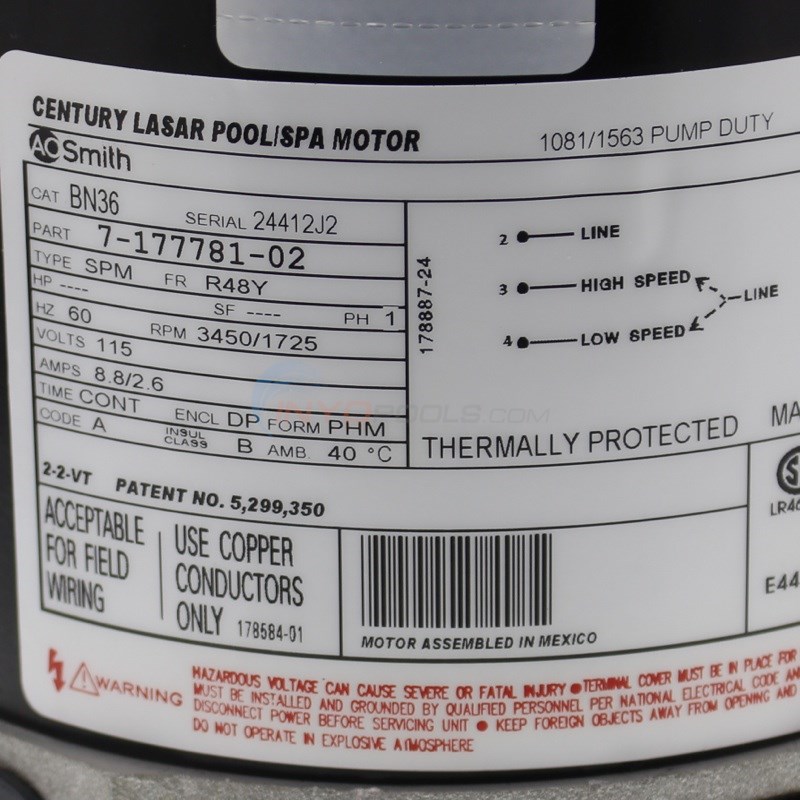 CENTURY LASAR POOL/SPA MOTOR
1081/1563 PUMP DUTY
AO Smith
CAT BN36 SERIAL 24412J2
PART 7-177781-02
TYPE SPM FR R48Y
HP ---- SF ---- PH 1
HZ 60 RPM 3450/1725
VOLTS 115
AMPS 8.8/2.6
TIME CONT ENCL DP FORM PHM
CODE A INSUL CLASS B AMB. 40 °C
178887-24
2 LINE
3 HIGH SPEED
LINE
4 LOW SPEED
THERMALLY PROTECTED
MA
INYOPOOLS.COM
2-2-VT PATENT NO. 5,299,350
ACCEPTABLE
FOR FIELD
WIRING
USE COPPER
CONDUCTORS
ONLY 178584-01
MOTOR ASSEMBLED IN MEXICO
E44
WARNING
HAZARDOUS VOLTAGE CAN CAUSE SEVERE OR FATAL INJURY ● TERMINAL COVER MUST BE IN PLACE FOR
MUST BE INSTALLED AND GROUNDED BY QUALIFIED PERSONNEL PER NATIONAL ELECTRICAL CODE AND
DISCONNECT POWER BEFORE SERVICING UNIT ● KEEP FOREIGN OBJECTS AWAY FROM OPENING AND
DO NOT OPERATE IN EXPLOSIVE ATMOSPHERE